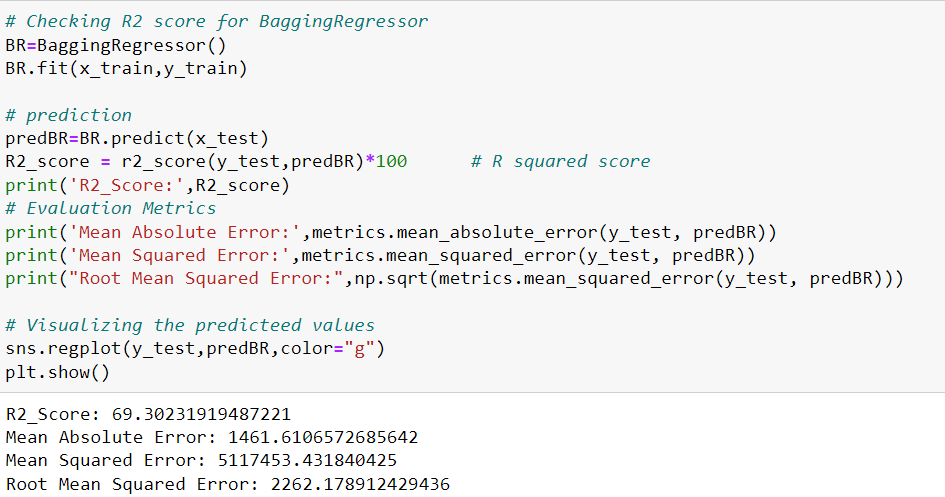 # Checking R2 score for BaggingRegressor
BR=BaggingRegressor()
BR.fit(x_train,y_train)
# prediction
predBR=BR.predict(x_test)
R2_score = r2_score(y_test,predBR)*100      # R squared score
print('R2_Score:',R2_score)
# Evaluation Metrics
print('Mean Absolute Error:',metrics.mean_absolute_error(y_test, predBR))
print('Mean Squared Error:',metrics.mean_squared_error(y_test, predBR))
print("Root Mean Squared Error:",np.sqrt(metrics.mean_squared_error(y_test, predBR)))
# Visualizing the predicteed values
sns.regplot(y_test,predBR,color="g")
plt.show()
R2_Score: 69.30231919487221
Mean Absolute Error: 1461.6106572685642
Mean Squared Error: 5117453.431840425
Root Mean Squared Error: 2262.178912429436